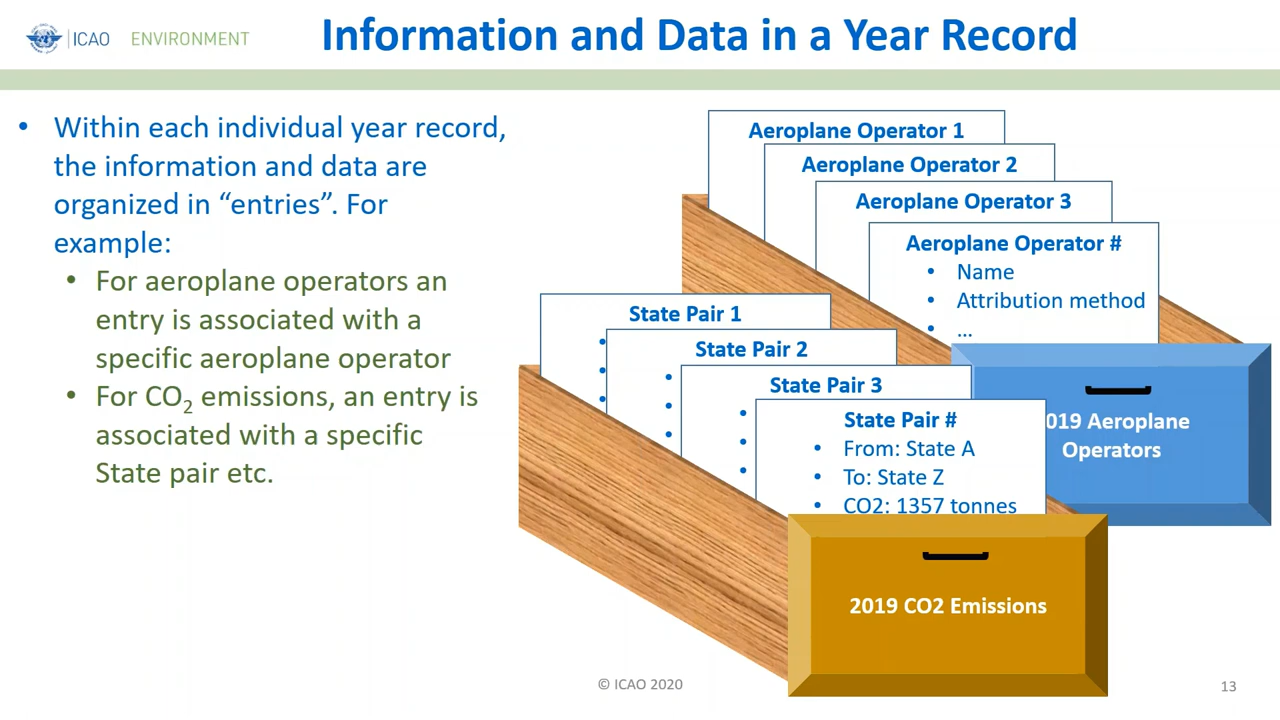 ICAO ENVIRONMENT
Information and Data in a Year Record
• Within each individual year record,
the information and data are
organized in “entries”. For
example:
• For aeroplane operators an
entry is associated with a
specific aeroplane operator
• For CO2 emissions, an entry is
associated with a specific
State pair etc.
Aeroplane Operator 1
Aeroplane Operator 2
Aeroplane Operator 3
Aeroplane Operator #
• Name
• Attribution method
• ...
019 Aeroplane
Operators
State Pair 1
State Pair 2
State Pair 3
State Pair #
• From: State A
• To: State Z
• CO2: 1357 tonnes
2019 CO2 Emissions
© ICAO 2020
13